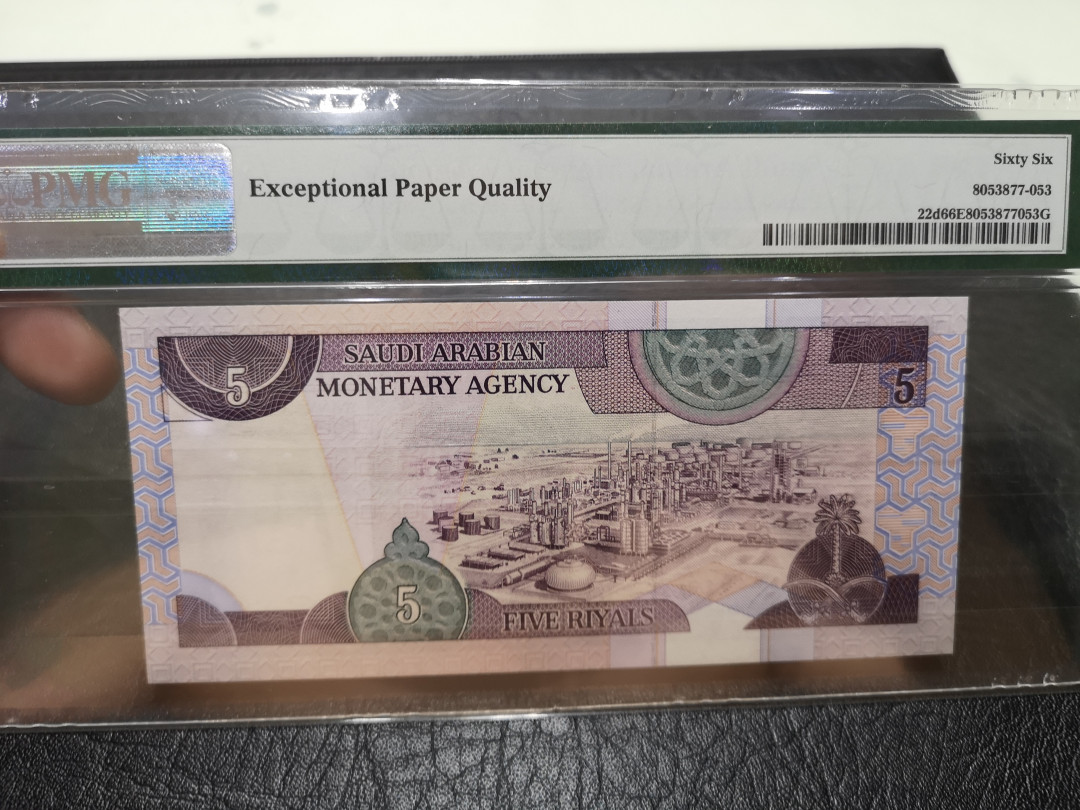 PMG
Exceptional Paper Quality
Sixty Six
8053877-053
22d66E8053877053G
5
SAUDI ARABIAN
MONETARY AGENCY
5
5
FIVE RIYALS